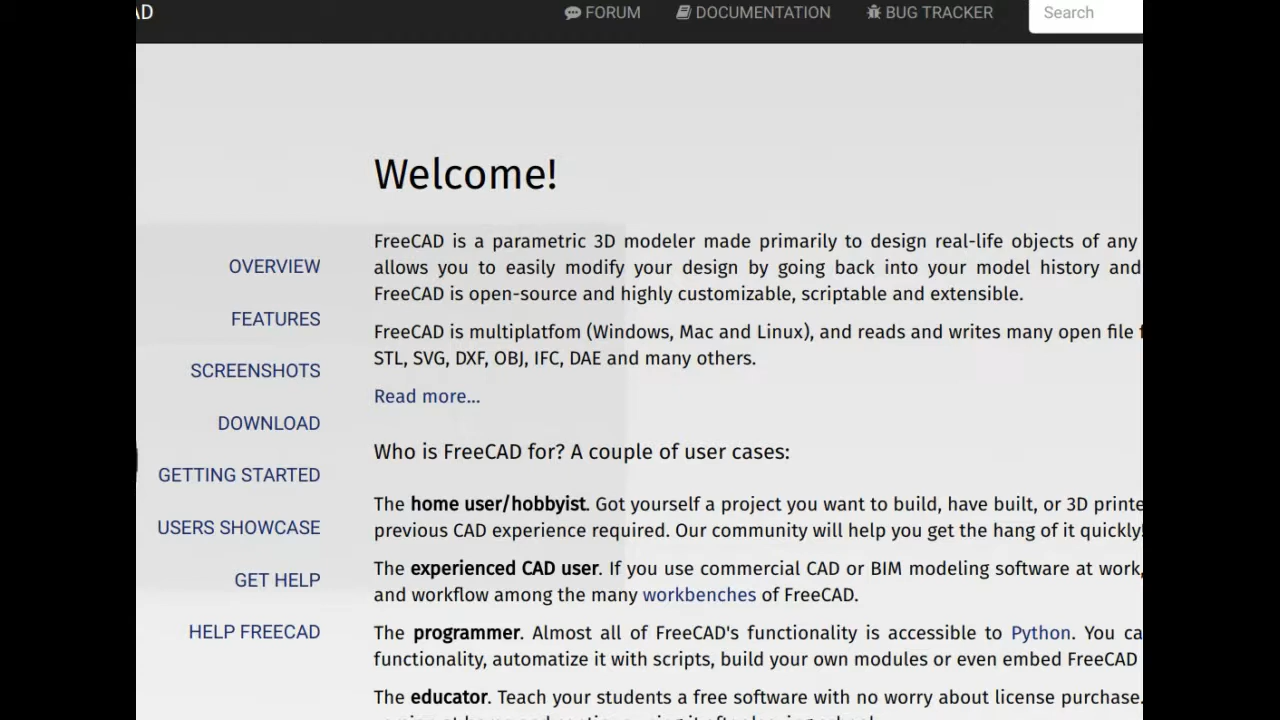 AD FORUM DOCUMENTATION BUG TRACKER Search
Welcome!
FreeCAD is a parametric 3D modeler made primarily to design real-life objects of any
allows you to easily modify your design by going back into your model history and
FreeCAD is open-source and highly customizable, scriptable and extensible.
FreeCAD is multiplatfom (Windows, Mac and Linux), and reads and writes many open file
STL, SVG, DXF, OBJ, IFC, DAE and many others.
Read more...
Who is FreeCAD for? A couple of user cases:
The home user/hobbyist. Got yourself a project you want to build, have built, or 3D printe
previous CAD experience required. Our community will help you get the hang of it quickly!
The experienced CAD user. If you use commercial CAD or BIM modeling software at work,
and workflow among the many workbenches of FreeCAD.
The programmer. Almost all of FreeCAD's functionality is accessible to Python. You ca
functionality, automatize it with scripts, build your own modules or even embed FreeCAD
The educator. Teach your students a free software with no worry about license purchase.
OVERVIEW
FEATURES
SCREENSHOTS
DOWNLOAD
GETTING STARTED
USERS SHOWCASE
GET HELP
HELP FREECAD